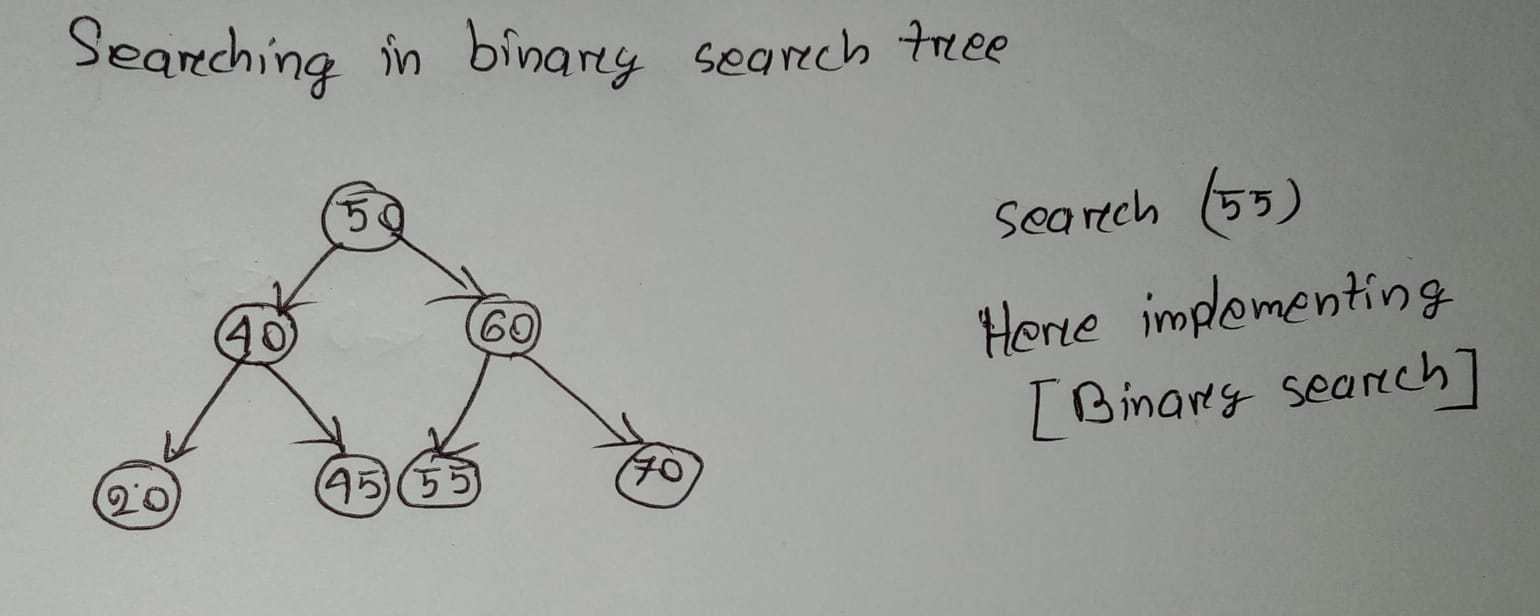 Searching in binary search tree
50
search (55)
40 60
Here implementing
[Binary search]
20 45 55 70